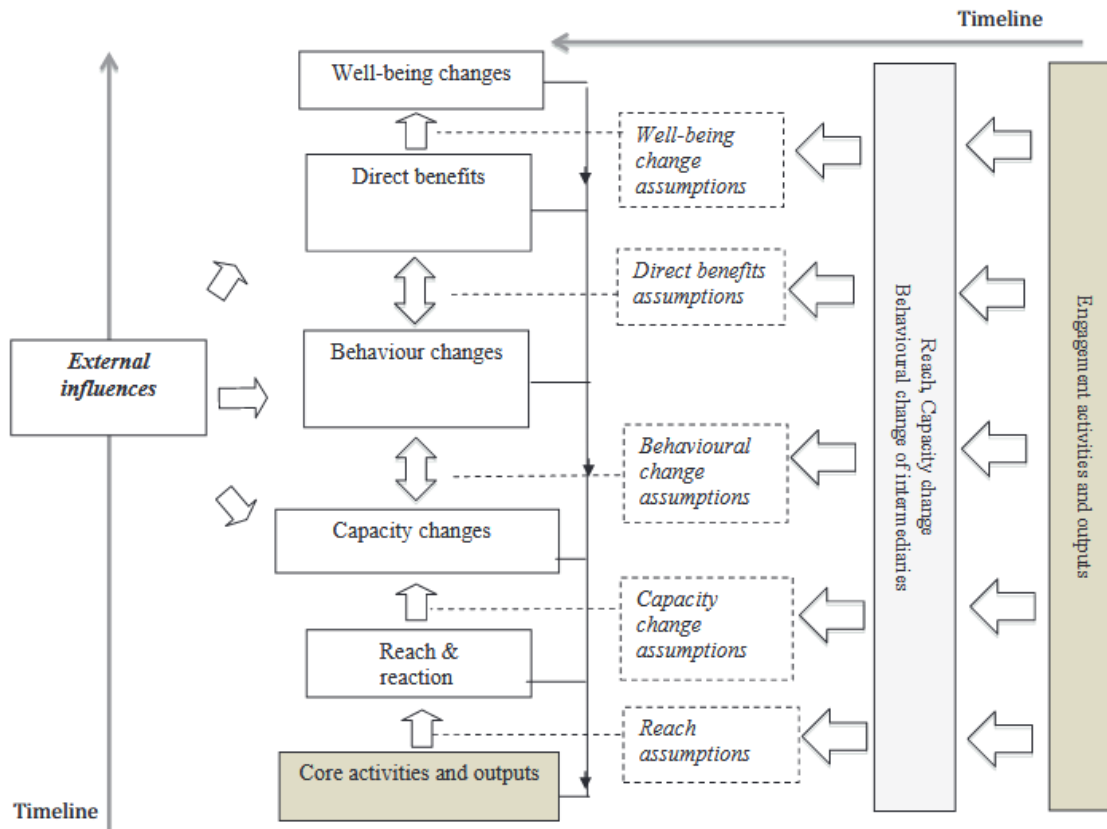 Timeline
Well-being changes
Well-being
change
assumptions
Direct benefits
Direct benefits
assumptions
External
influences
Behaviour changes
Behavioural
change
assumptions
Capacity changes
Capacity
change
assumptions
Reach &
reaction
Reach
assumptions
Core activities and outputs
Timeline
Reach, Capacity change
Behavioural change of intermediaries
Engagement activities and outputs